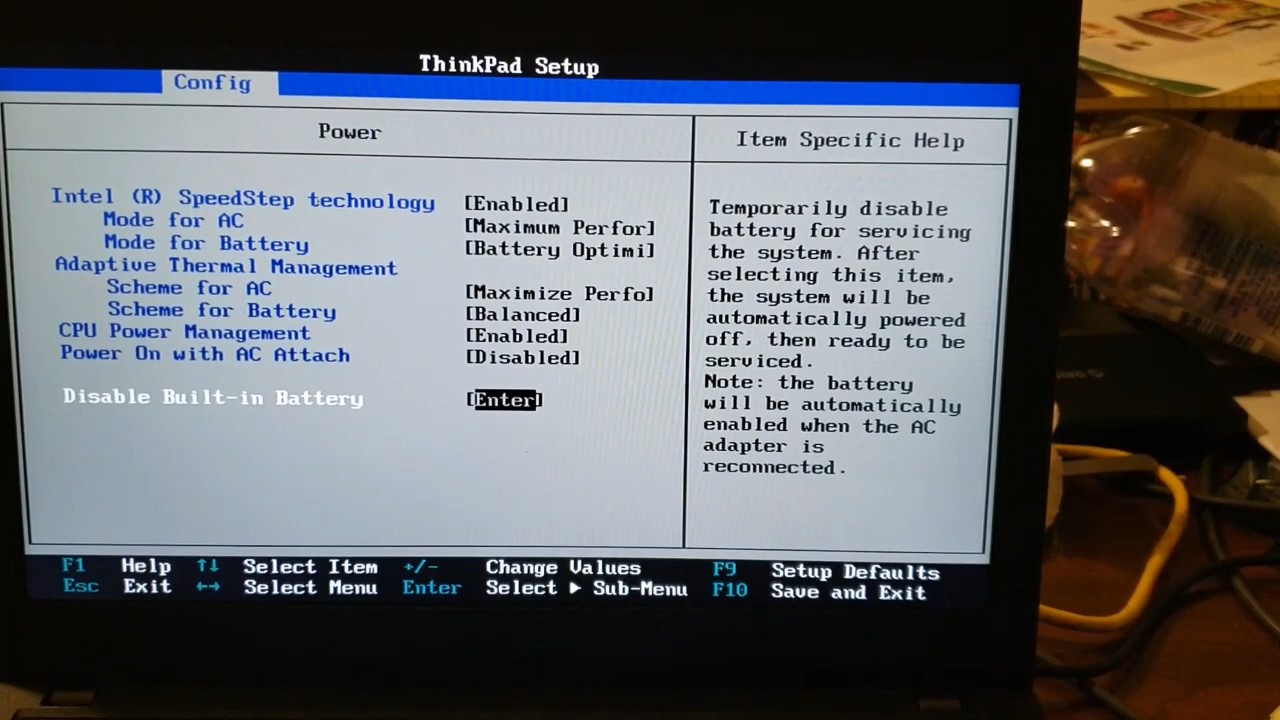 ThinkPad Setup
Config
Power
Intel (R) SpeedStep technology [Enabled]
Mode for AC [Maximum Perfor]
Mode for Battery [Battery Optimi]
Adaptive Thermal Management
Scheme for AC [Maximize Perfo]
Scheme for Battery [Balanced]
CPU Power Management [Enabled]
Power On with AC Attach [Disabled]
Disable Built-in Battery [Enter]
Item Specific Help
Temporarily disable
battery for servicing
the system. After
selecting this item,
the system will be
automatically powered
off, then ready to be
serviced.
Note: the battery
will be automatically
enabled when the AC
adapter is
reconnected.
F1 Help ↑↓ Select Item +/- Change Values F9 Setup Defaults
Esc Exit ←→ Select Menu Enter Select ▶ Sub-Menu F10 Save and Exit